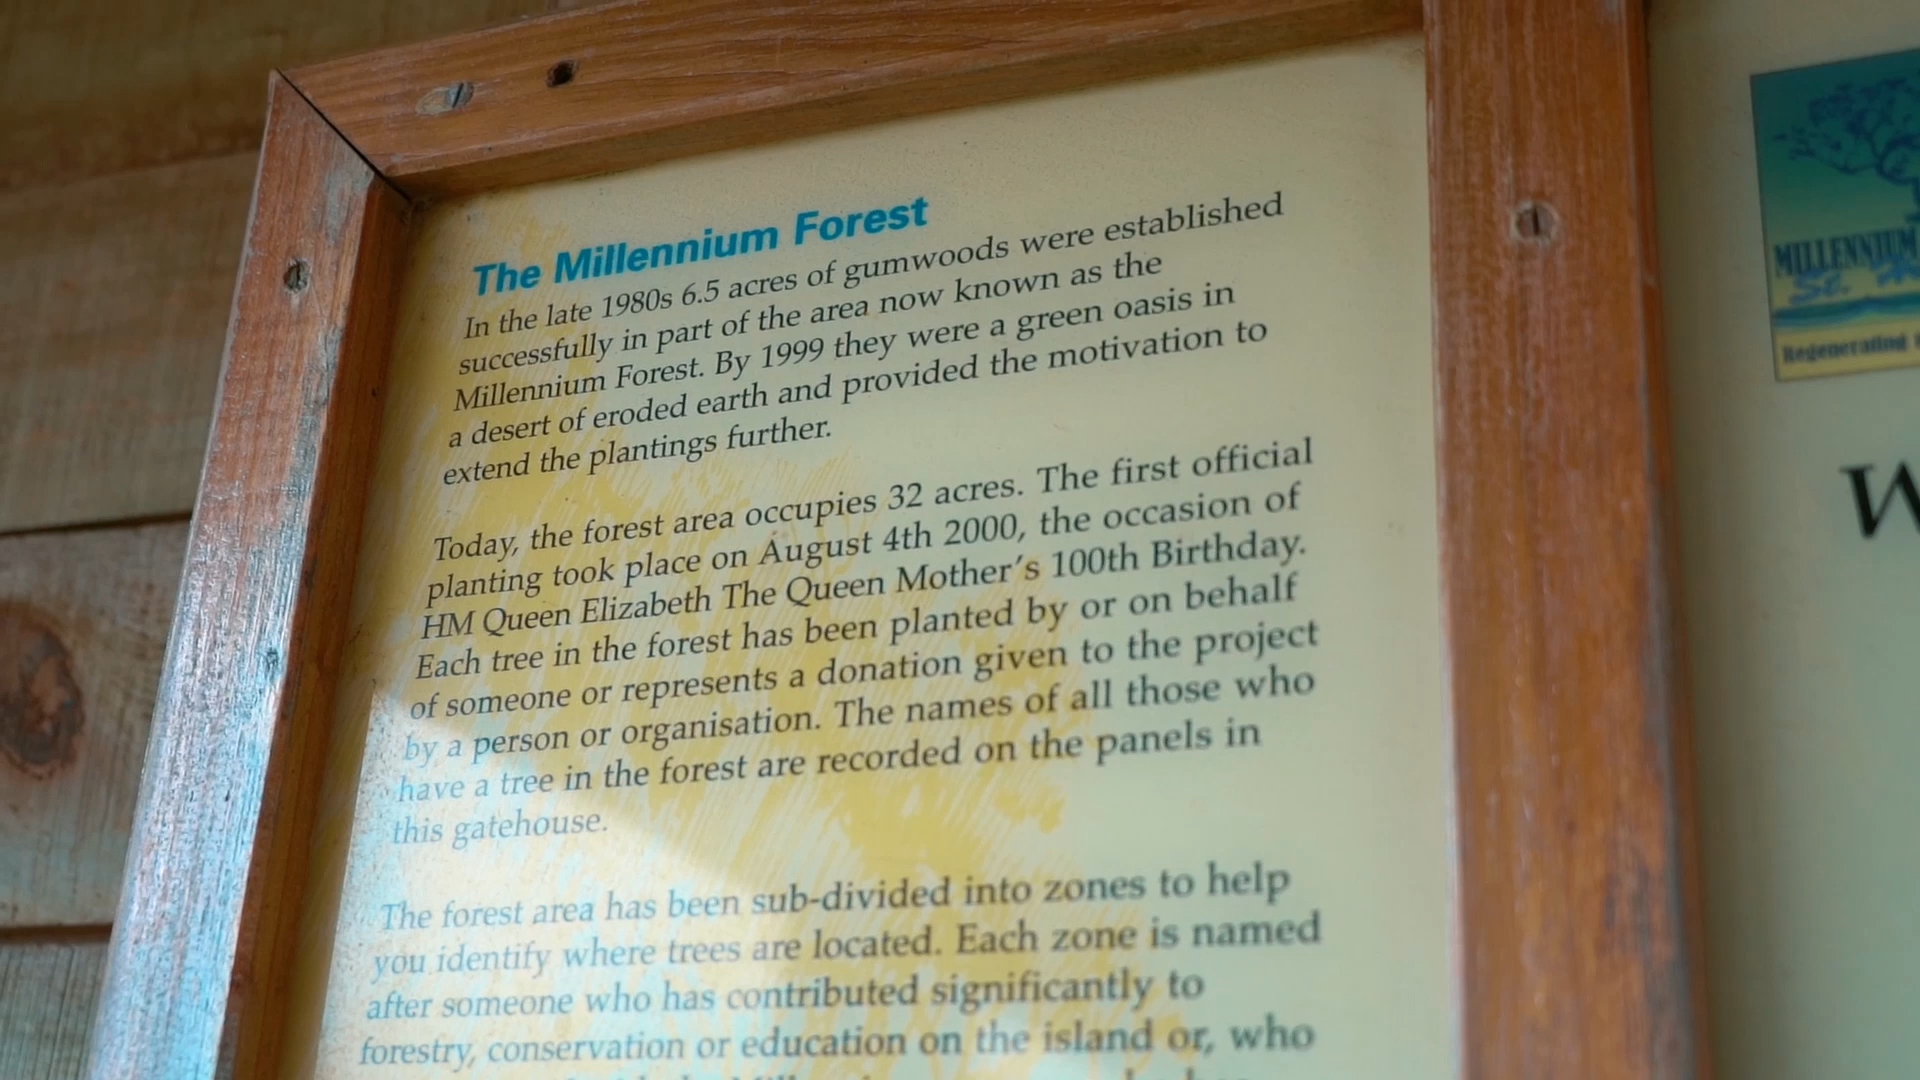 The Millennium Forest
In the late 1980s 6.5 acres of gumwoods were established
successfully in part of the area now known as the
Millennium Forest. By 1999 they were a green oasis in
a desert of eroded earth and provided the motivation to
extend the plantings further.
Today, the forest area occupies 32 acres. The first official
planting took place on August 4th 2000, the occasion of
HM Queen Elizabeth The Queen Mother's 100th Birthday.
Each tree in the forest has been planted by or on behalf
of someone or represents a donation given to the project
by a person or organisation. The names of all those who
have a tree in the forest are recorded on the panels in
this gatehouse.
The forest area has been sub-divided into zones to help
you identify where trees are located. Each zone is named
after someone who has contributed significantly to
forestry, conservation or education on the island or, who
MILLENNIUM
St.
Regenerating
W